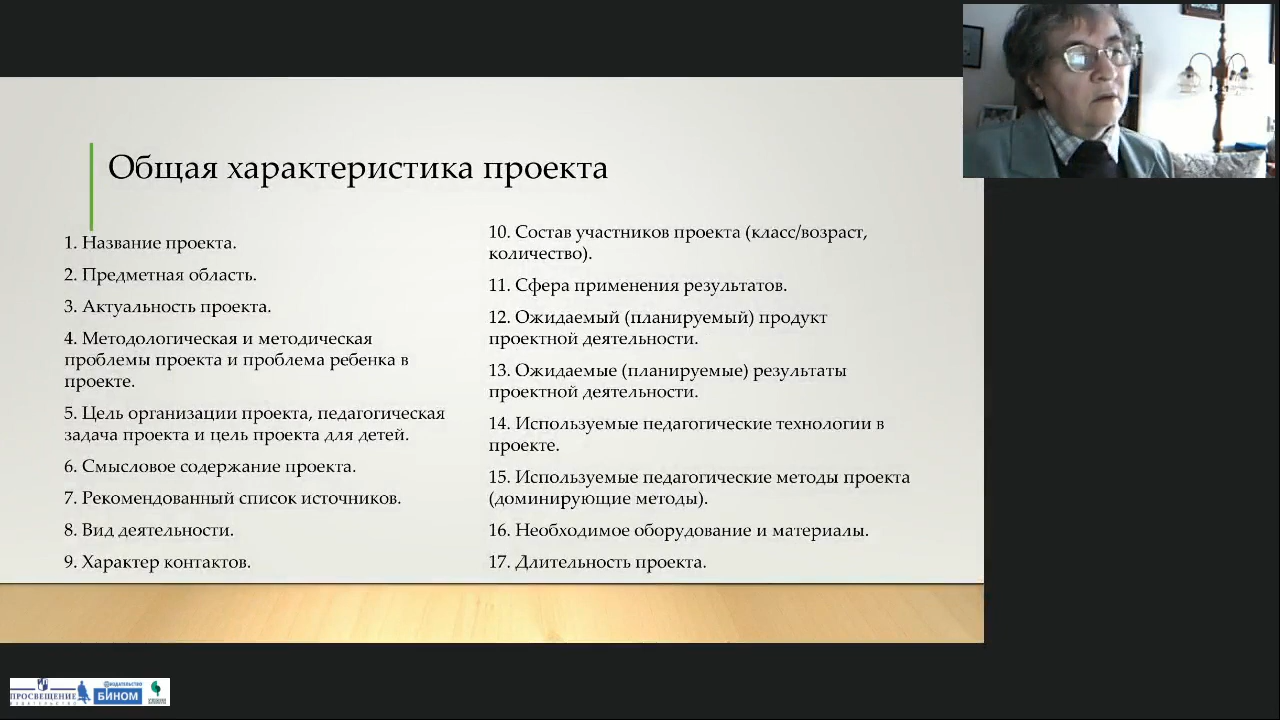 Общая характеристика проекта
1. Название проекта.
2. Предметная область.
3. Актуальность проекта.
4. Методологическая и методическая
проблемы проекта и проблема ребенка в
проекте.
5. Цель организации проекта, педагогическая
задача проекта и цель проекта для детей.
6. Смысловое содержание проекта.
7. Рекомендованный список источников.
8. Вид деятельности.
9. Характер контактов.
10. Состав участников проекта (класс/возраст,
количество).
11. Сфера применения результатов.
12. Ожидаемый (планируемый) продукт
проектной деятельности.
13. Ожидаемые (планируемые) результаты
проектной деятельности.
14. Используемые педагогические технологии в
проекте.
15. Используемые педагогические методы проекта
(доминирующие методы).
16. Необходимое оборудование и материалы.
17. Длительность проекта.
ПРОСВЕЩЕНИЕ
ИЗДАТЕЛЬСТВО
ИЗДАТЕЛЬСТВО
БИНОМ